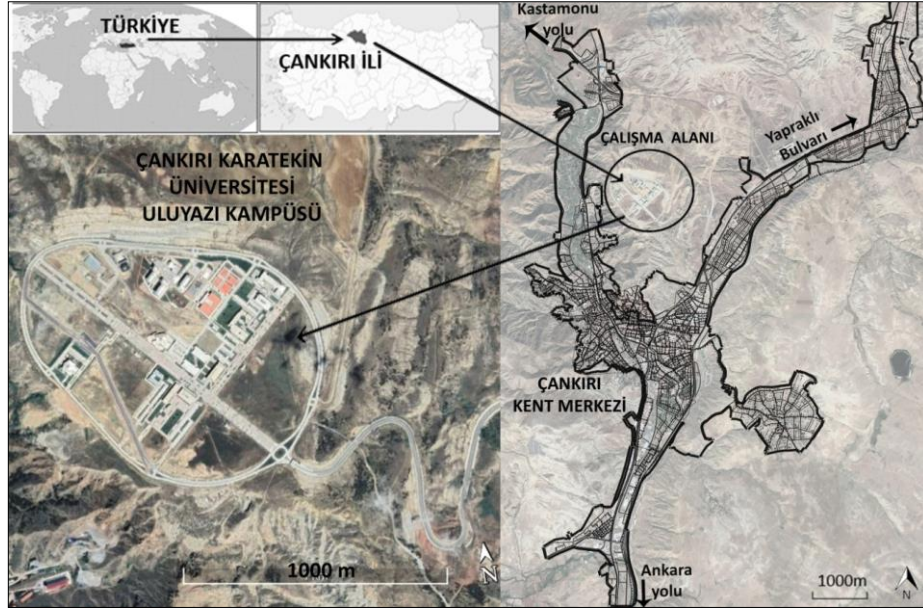 TÜRKİYE
ÇANKIRI İLİ
Kastamonu
yolu
ÇALIŞMA ALANI
Yapraklı
Bulvarı
ÇANKIRI KARATEKİN
ÜNİVERSİTESİ
ULUYAZI KAMPÜSÜ
ÇANKIRI
KENT MERKEZİ
1000 m
N
Ankara
yolu
1000m
N